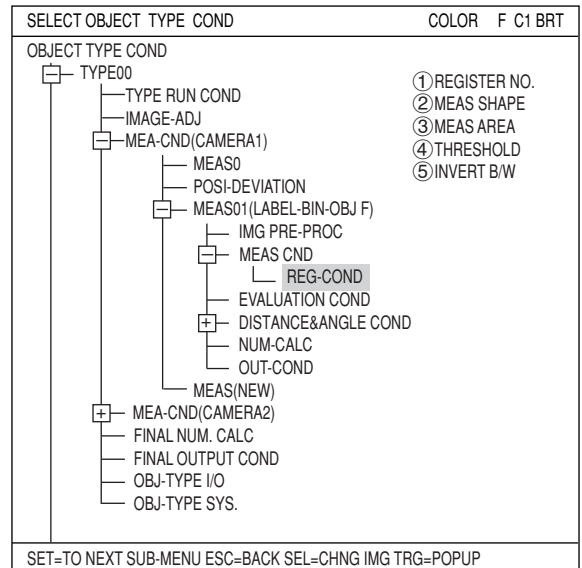 SELECT OBJECT TYPE COND COLOR F C1 BRT
OBJECT TYPE COND
TYPE00
TYPE RUN COND
IMAGE-ADJ
MEA-CND(CAMERA1)
MEAS0
POSI-DEVIATION
MEAS01(LABEL-BIN-OBJ F)
IMG PRE-PROC
MEAS CND
REG-COND
EVALUATION COND
DISTANCE&ANGLE COND
NUM-CALC
OUT-COND
MEAS(NEW)
MEA-CND(CAMERA2)
FINAL NUM. CALC
FINAL OUTPUT COND
OBJ-TYPE I/O
OBJ-TYPE SYS.
①REGISTER NO.
②MEAS SHAPE
③MEAS AREA
④THRESHOLD
⑤INVERT B/W
SET=TO NEXT SUB-MENU ESC=BACK SEL=CHNG IMG TRG=POPUP